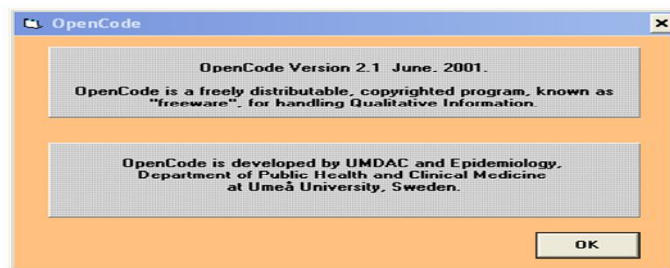 OpenCode
OpenCode Version 2.1 June. 2001.
OpenCode is a freely distributable, copyrighted program, known as
"freeware", for handling Qualitative Information.
OpenCode is developed by UMDAC and Epidemiology,
Department of Public Health and Clinical Medicine
at Umeå University, Sweden.
OK